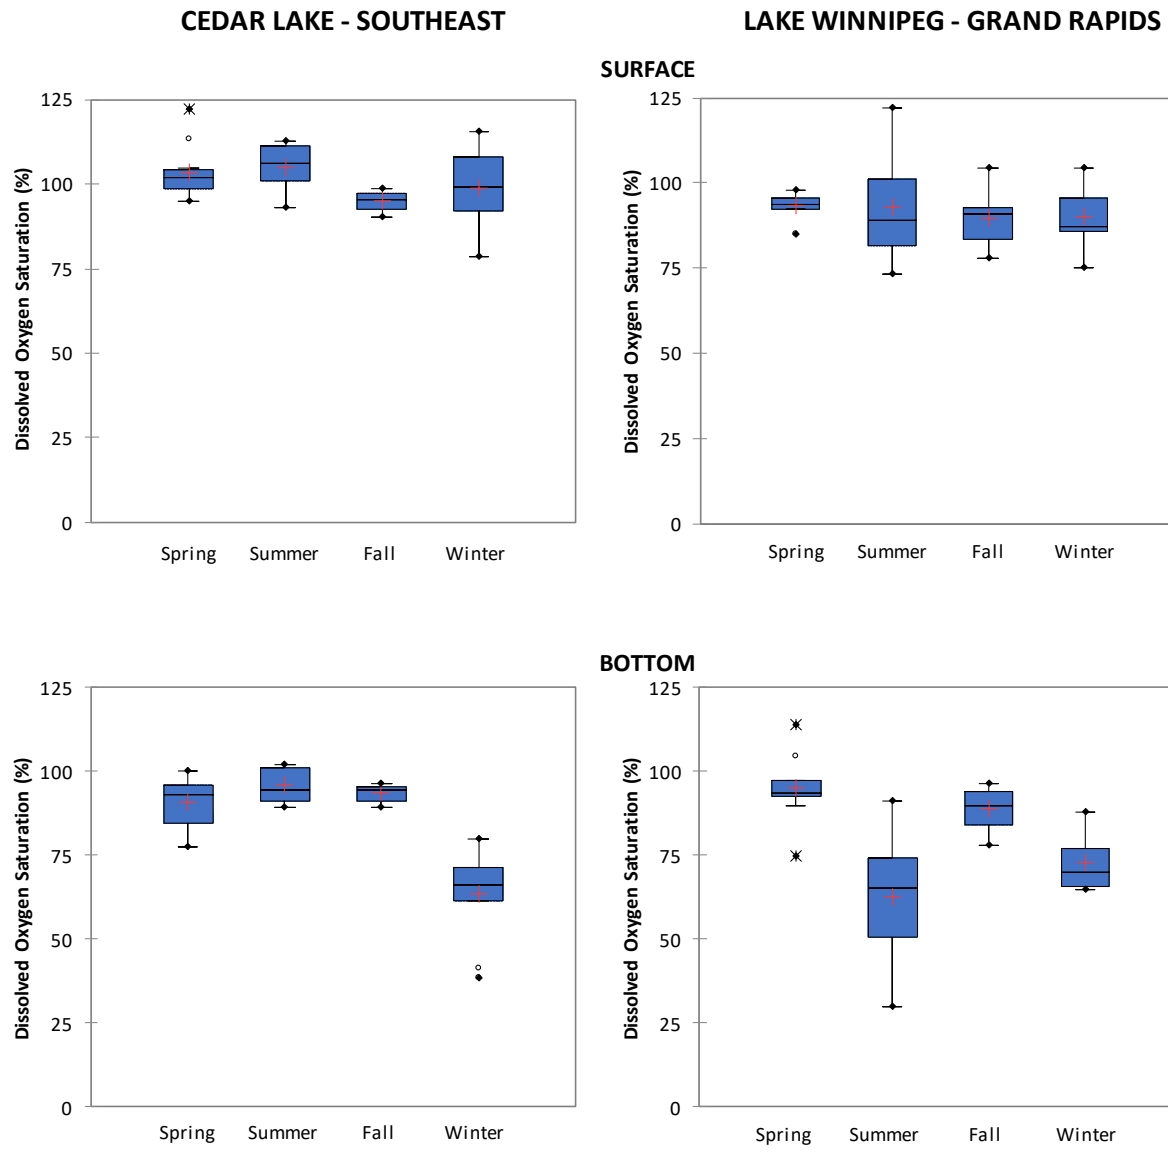 CEDAR LAKE - SOUTHEAST
LAKE WINNIPEG - GRAND RAPIDS
SURFACE
Dissolved Oxygen Saturation (%)
125
100
75
50
25
0
Spring Summer Fall Winter
Dissolved Oxygen Saturation (%)
125
100
75
50
25
0
Spring Summer Fall Winter
BOTTOM
Dissolved Oxygen Saturation (%)
125
100
75
50
25
0
Spring Summer Fall Winter
Dissolved Oxygen Saturation (%)
125
100
75
50
25
0
Spring Summer Fall Winter